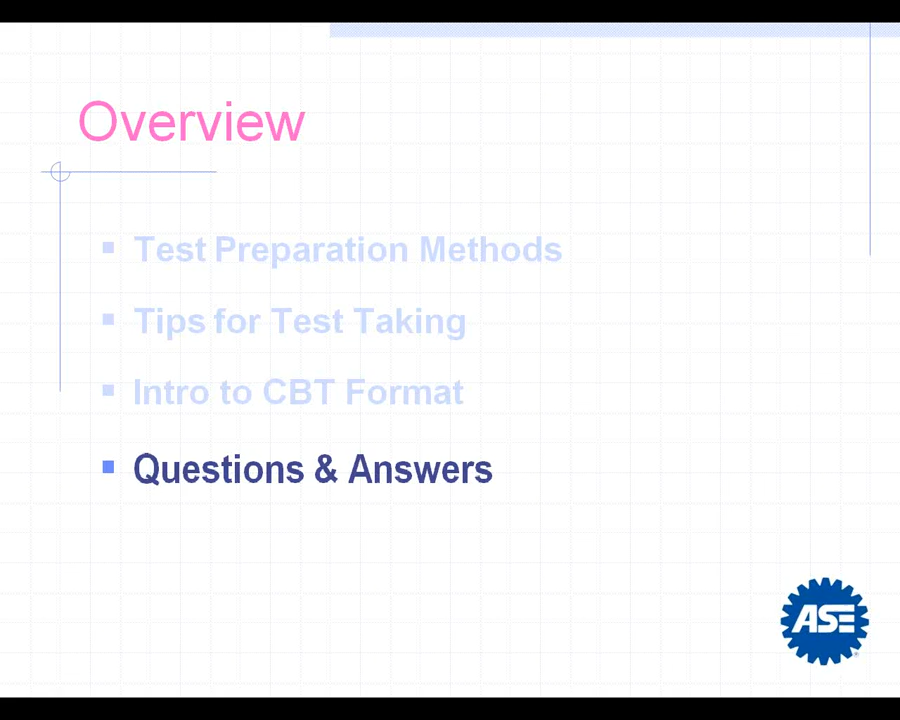 Overview
Test Preparation Methods
Tips for Test Taking
Intro to CBT Format
Questions & Answers
ASE